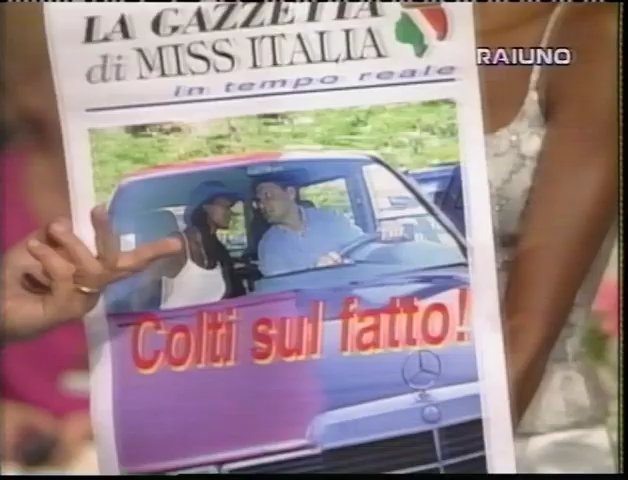 LA GAZZETTA
di MISS ITALIA
in tempo reale
RAIUNO
Colti sul fatto!